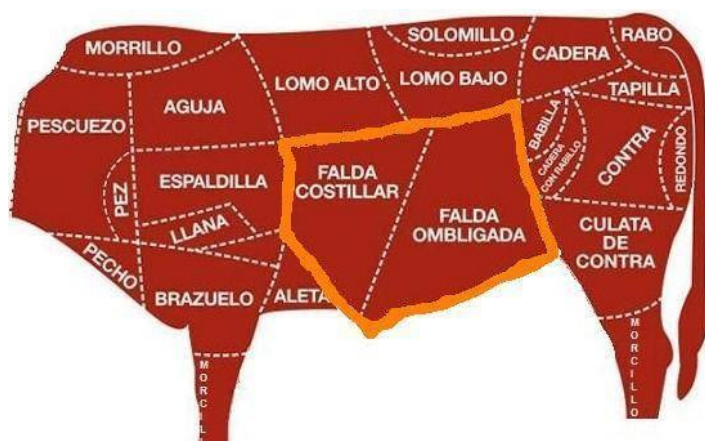 MORRILLO
SOLOMILLO
CADERA
RABO
LOMO ALTO
LOMO BAJO
TAPILLA
PESCUEZO
AGUJA
BABILLA
CADERA
CON RABILLO
CONTRA
REDONDO
PEZ
ESPALDILLA
FALDA
COSTILLAR
LLANA
FALDA
OMBLIGADA
CULATA
DE
CONTRA
PECHO
BRAZUELO
ALETA
MORCIL
MORCILLO